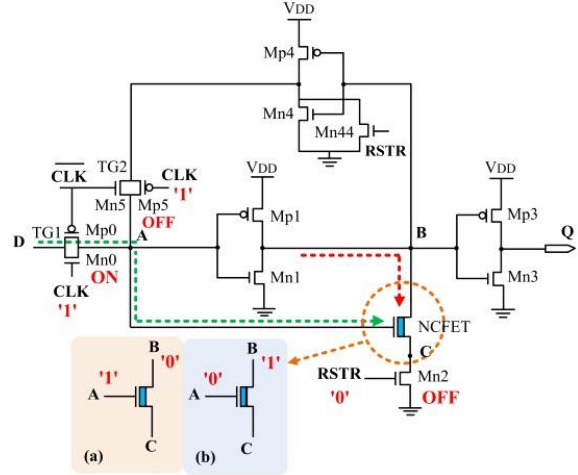 VDD
Mp4
Mn4
Mn44
RSTR
TG2
CLK
CLK
'1'
Mn5
Mp5
OFF
VDD
VDD
TG1
Mp0
D
A
Mp1
B
Mp3
Q
Mn0
ON
Mn1
Mn3
CLK
'1'
NCFET
C
RSTR
Mn2
'0'
OFF
B
'0'
'1'
A
C
(a)
B
'1'
'0'
A
C
(b)